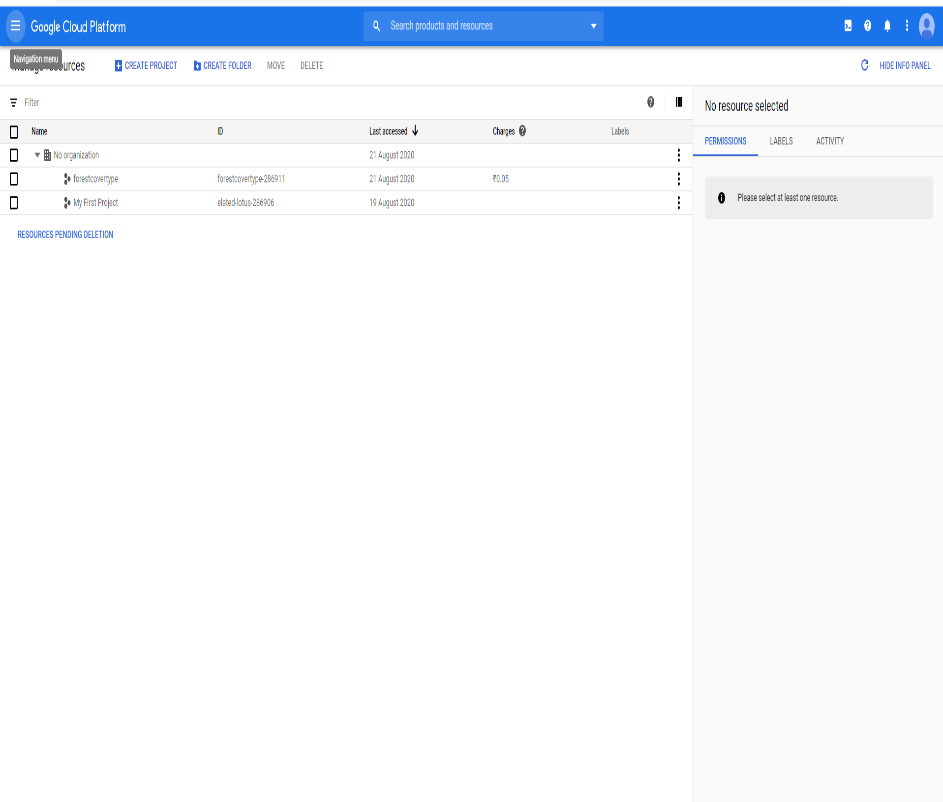 Google Cloud Platform
Search products and resources
Navigation menu
Manage resources CREATE PROJECT CREATE FOLDER MOVE DELETE HIDE INFO PANEL
Filter
Name ID Last accessed Charges Labels
No organization 21 August 2020
forestcovertype forestcovertype-286911 21 August 2020 ₹0.05
My First Project elated-lotus-286906 19 August 2020
RESOURCES PENDING DELETION
No resource selected
PERMISSIONS LABELS ACTIVITY
Please select at least one resource.